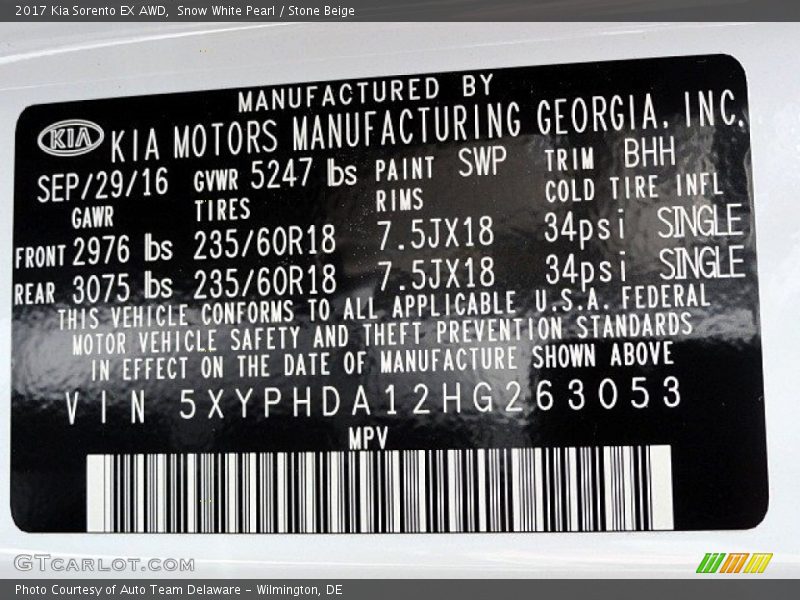 2017 Kia Sorento EX AWD, Snow White Pearl / Stone Beige
MANUFACTURED BY
KIA KIA MOTORS MANUFACTURING GEORGIA, INC.
SEP/29/16 GVWR 5247 lbs PAINT SWP TRIM BHH
GAWR TIRES RIMS COLD TIRE INFL
FRONT 2976 lbs 235/60R18 7.5JX18 34psi SINGLE
REAR 3075 lbs 235/60R18 7.5JX18 34psi SINGLE
THIS VEHICLE CONFORMS TO ALL APPLICABLE U.S.A. FEDERAL
MOTOR VEHICLE SAFETY AND THEFT PREVENTION STANDARDS
IN EFFECT ON THE DATE OF MANUFACTURE SHOWN ABOVE
VIN 5XYPHDA12HG263053
MPV
GTCARLOT.COM
Photo Courtesy of Auto Team Delaware - Wilmington, DE